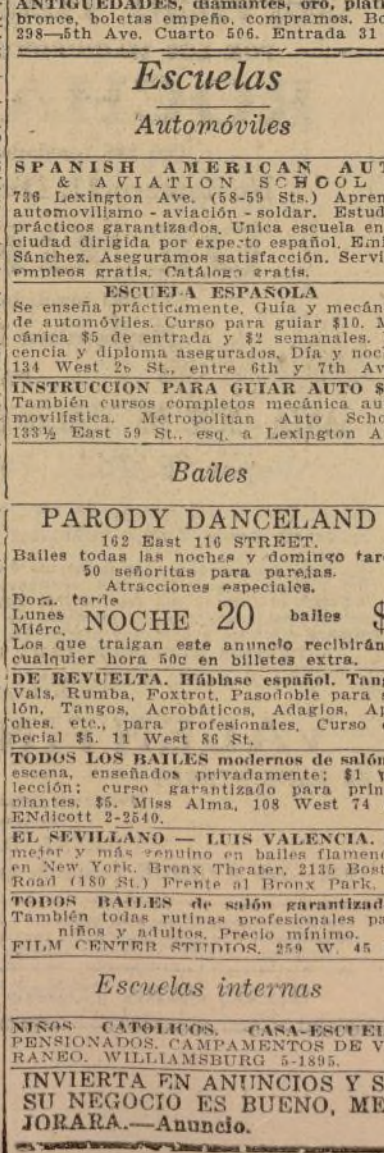 ANTIGUEDADES, diamantes, oro, plati
bronce, boletas empeño, compramos. Bo
298—5th Ave. Cuarto 506. Entrada 31
Escuelas
Automóviles
SPANISH AMERICAN AUT
& AVIATION SCHOOL
736 Lexington Ave. (58-59 Sts.) Apren
automovilismo - aviación - soldar. Estud
prácticos garantizados. Unica escuela en
ciudad dirigida por experto español. Emi
Sánchez. Aseguramos satisfacción. Servi
empleos gratis. Catálogo gratis.
ESCUELA ESPAÑOLA
Se enseña prácticamente. Guía y mecán
de automóviles. Curso para guiar $10. M
cánica $5 de entrada y $2 semanales.
cencia y diploma asegurados. Día y noc
134 West 26 St., entre 6th y 7th Av
INSTRUCCION PARA GUIAR AUTO $
También cursos completos mecánica au
movilística. Metropolitan Auto Scho
133½ East 59 St., esq. a Lexington A
Bailes
PARODY DANCELAND
162 East 116 STREET.
Bailes todas las noches y domingo tar
50 señoritas para parejas.
Atracciones especiales.
Dom. tarde
Lunes
Miérc. NOCHE 20 bailes $
Los que traigan este anuncio recibirán
cualquier hora 50c en billetes extra.
DE REVUELTA. Háblase español. Tang
Vals, Rumba, Foxtrot, Pasodoble para
lón, Tangos, Acrobáticos, Adagios, Ap
ches, etc., para profesionales. Curso e
pecial $5. 11 West 86 St.
TODOS LOS BAILES modernos de salón
escena, enseñados privadamente; $1
lección; curso garantizado para prin
piantes, $5. Miss Alma, 108 West 74
ENdicott 2-2540.
EL SEVILLANO — LUIS VALENCIA.
mejor y más genuino en bailes flamenc
en New York. Bronx Theater, 2135 Bost
Road (180 St.) Frente al Bronx Park.
TODOS BAILES de salón garantizad
También todas rutinas profesionales pa
niños y adultos. Precio mínimo.
FILM CENTER STUDIOS. 259 W. 45
Escuelas internas
NIÑOS CATOLICOS. CASA-ESCUEL
PENSIONADOS. CAMPAMENTOS DE V
RANEO. WILLIAMSBURG 5-1895.
INVIERTA EN ANUNCIOS Y S
SU NEGOCIO ES BUENO, ME
JORARA.—Anuncio.